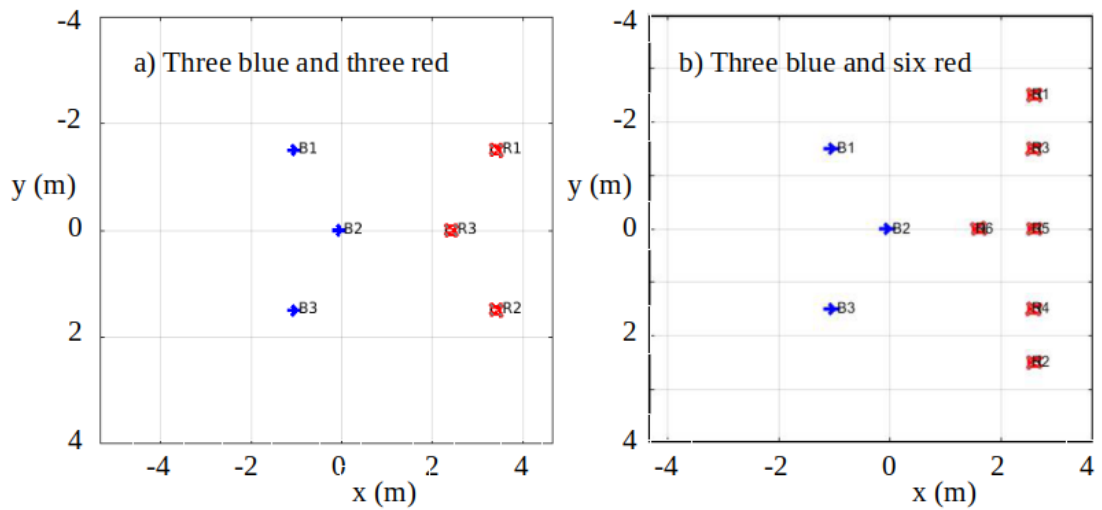 a) Three blue and three red
-4
-2
y (m)
0
2
4
B1
R1
B2
R3
B3
R2
-4
-2
0
2
4
x (m)
b) Three blue and six red
-4
-2
y (m)
0
2
4
R1
B1
R3
B2
R6
R5
B3
R4
R2
-4
-2
0
2
4
x (m)